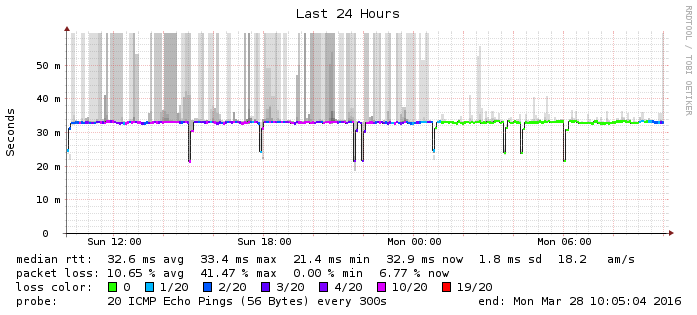 Last 24 Hours
RRDTOOL / TOBI OETIKER
Seconds
50 m
40 m
30 m
20 m
10 m
0
Sun 12:00 Sun 18:00 Mon 00:00 Mon 06:00
median rtt: 32.6 ms avg 33.4 ms max 21.4 ms min 32.9 ms now 1.8 ms sd 18.2 am/s
packet loss: 10.65 % avg 41.47 % max 0.00 % min 6.77 % now
loss color: 0 1/20 2/20 3/20 4/20 10/20 19/20
probe: 20 ICMP Echo Pings (56 Bytes) every 300s end: Mon Mar 28 10:05:04 2016